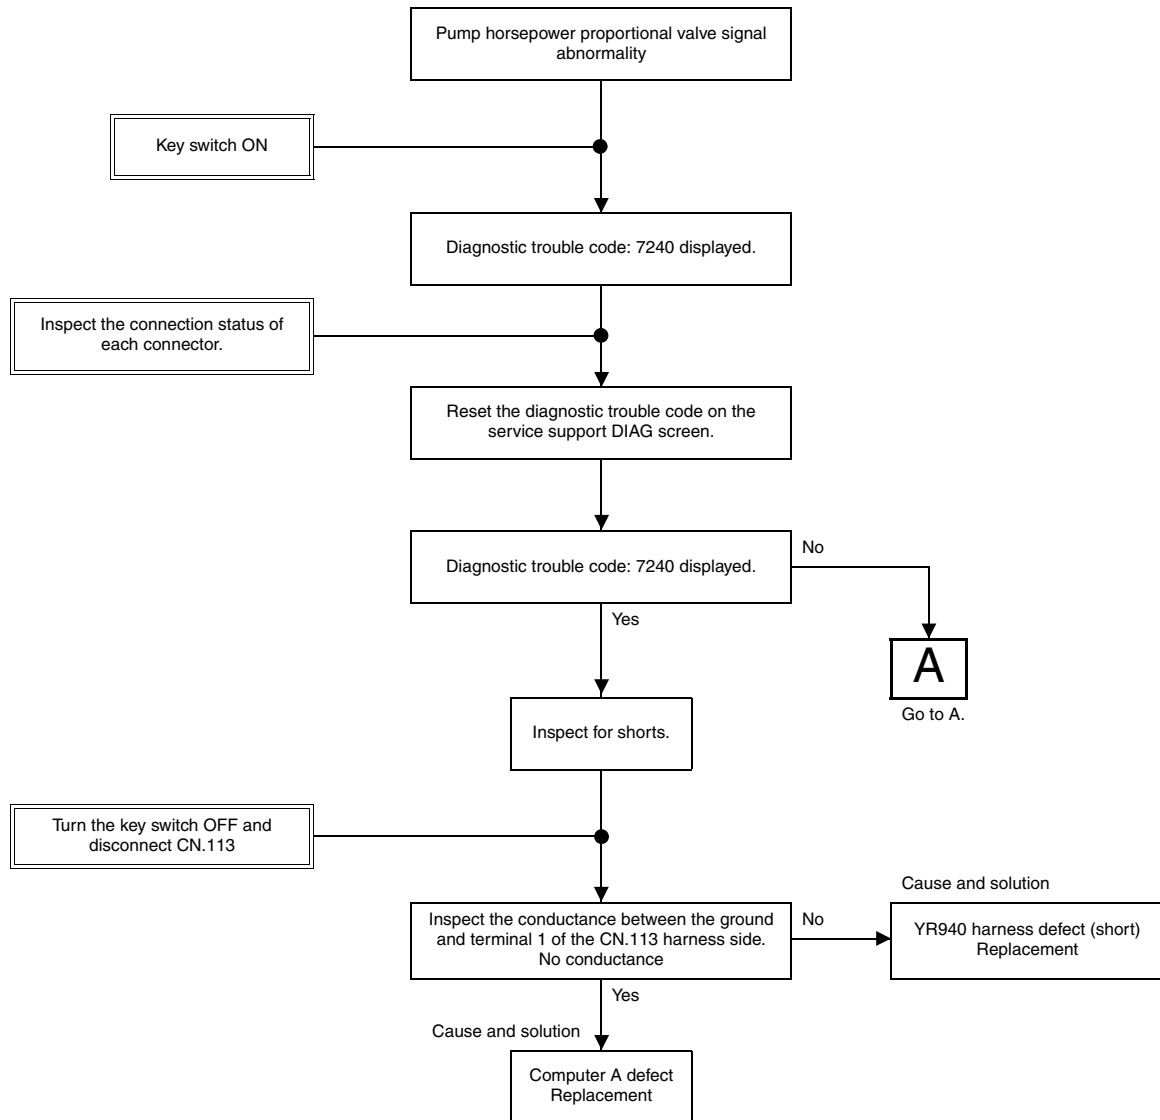 Pump horsepower proportional valve signal
abnormality
Key switch ON
Diagnostic trouble code: 7240 displayed.
Inspect the connection status of
each connector.
Reset the diagnostic trouble code on the
service support DIAG screen.
Diagnostic trouble code: 7240 displayed.
No
Yes
A
Go to A.
Inspect for shorts.
Turn the key switch OFF and
disconnect CN.113
Inspect the conductance between the ground
and terminal 1 of the CN.113 harness side.
No conductance
No
Cause and solution
YR940 harness defect (short)
Replacement
Yes
Cause and solution
Computer A defect
Replacement